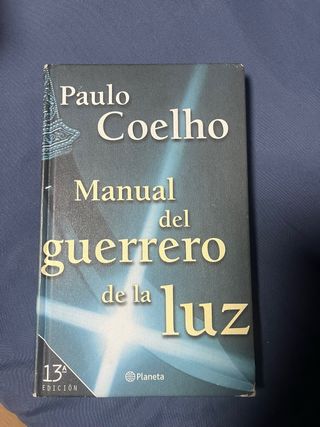 Paulo
Coelho
Manual
del
guerrero
de la
luz
13ª
EDICIÓN
Planeta